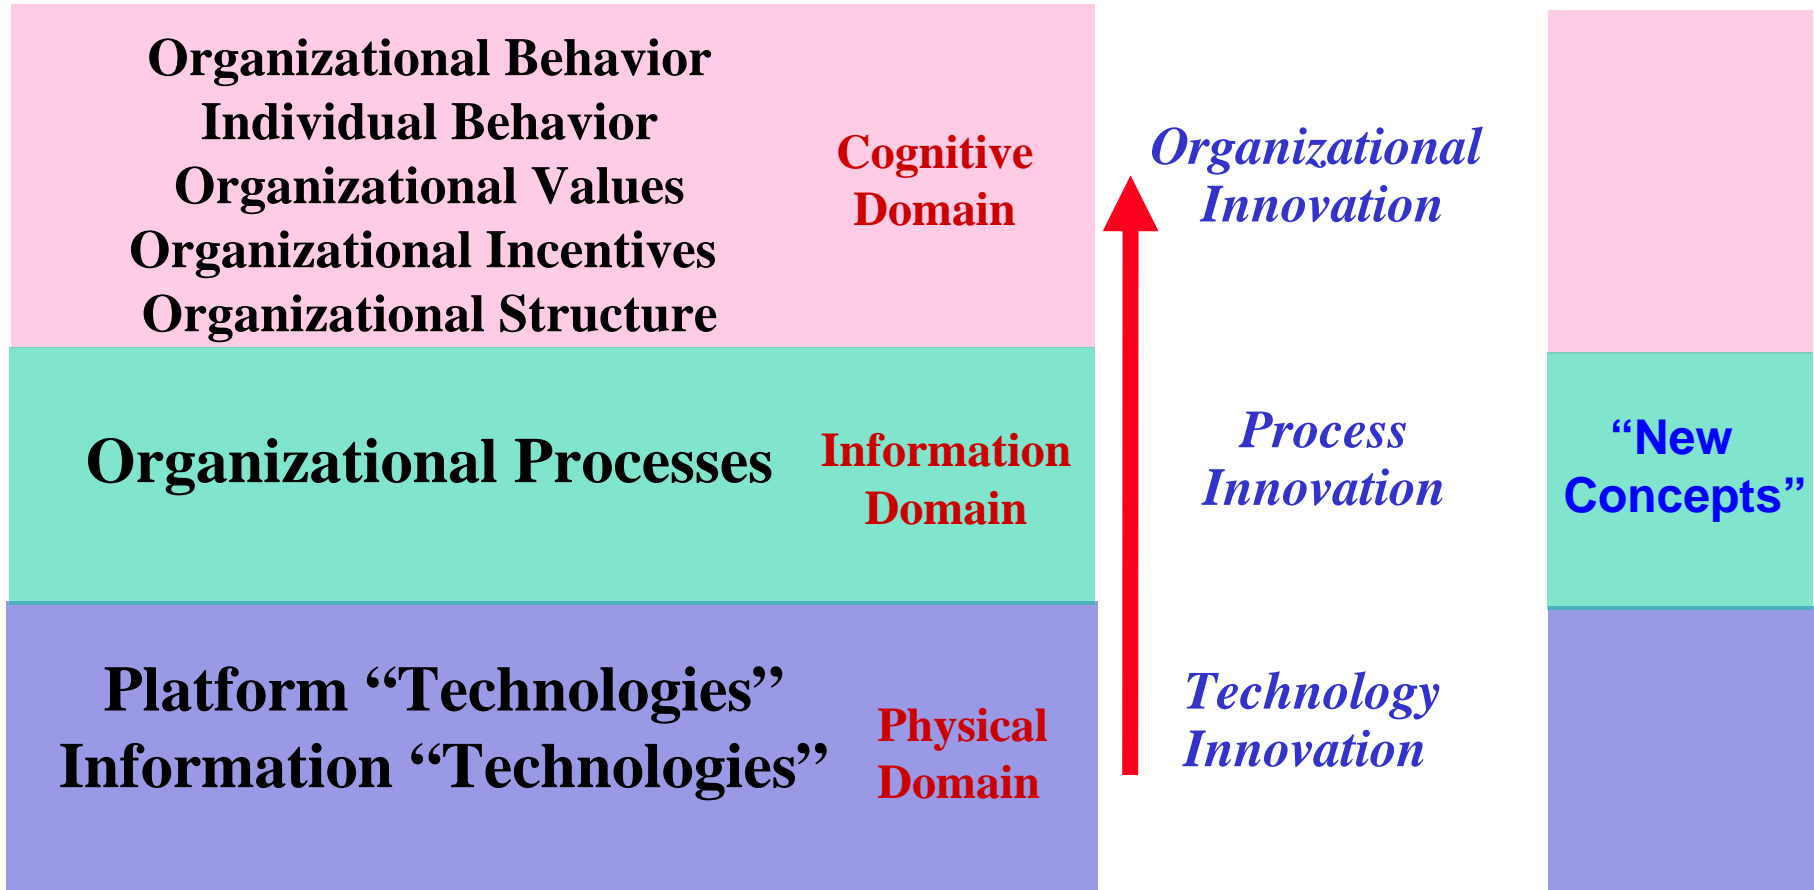 Organizational Behavior
Individual Behavior
Organizational Values
Organizational Incentives
Organizational Structure
Cognitive
Domain
Organizational
Innovation
Organizational Processes
Information
Domain
Process
Innovation
“New
Concepts”
Platform “Technologies”
Information “Technologies”
Physical
Domain
Technology
Innovation